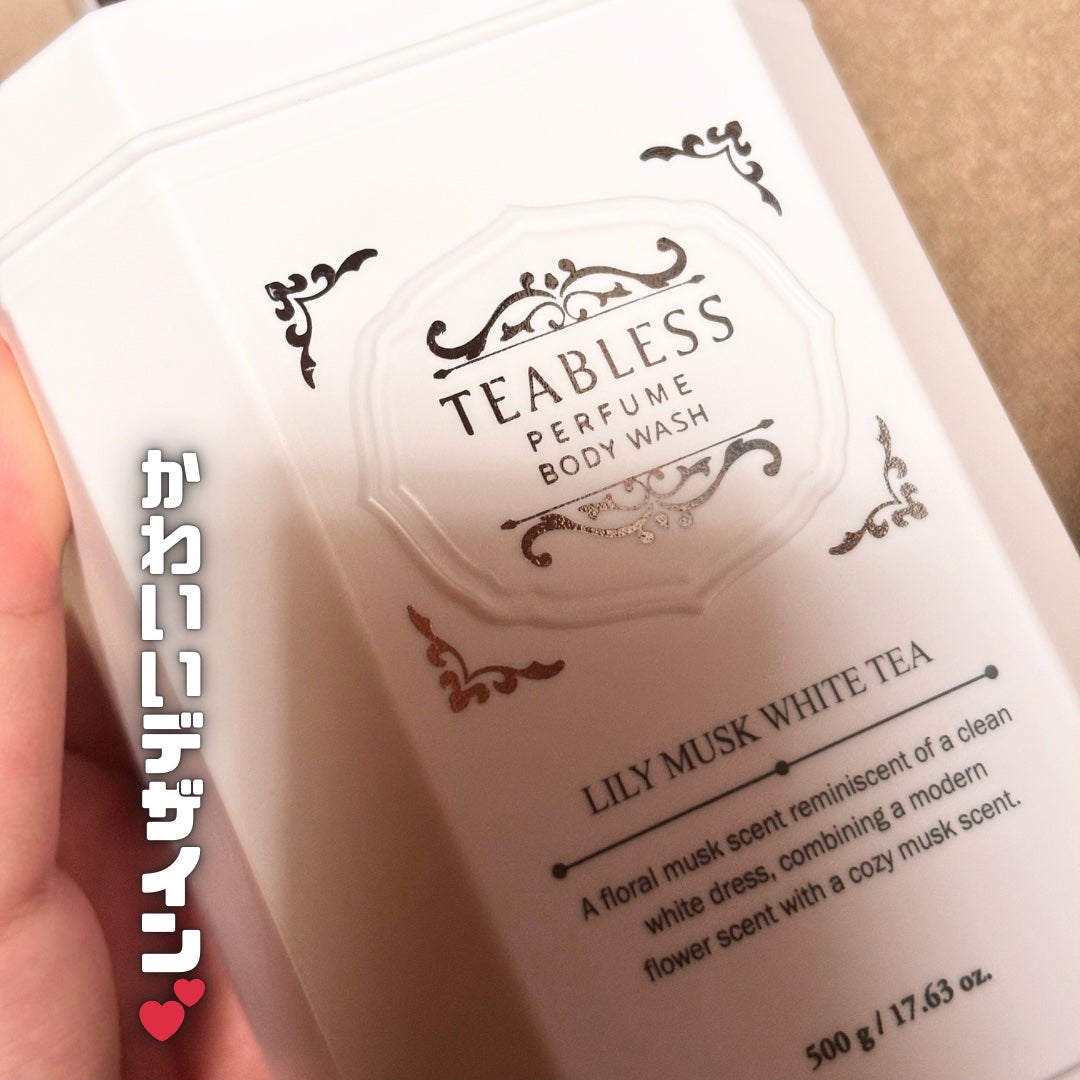 TEABLESS
PERFUME
BODY WASH
LILY MUSK WHITE TEA
A floral musk scent reminiscent of a clean
white dress, combining a modern
flower scent with a cozy musk scent.
500 g / 17.63 oz.
かわいいデザイン💕